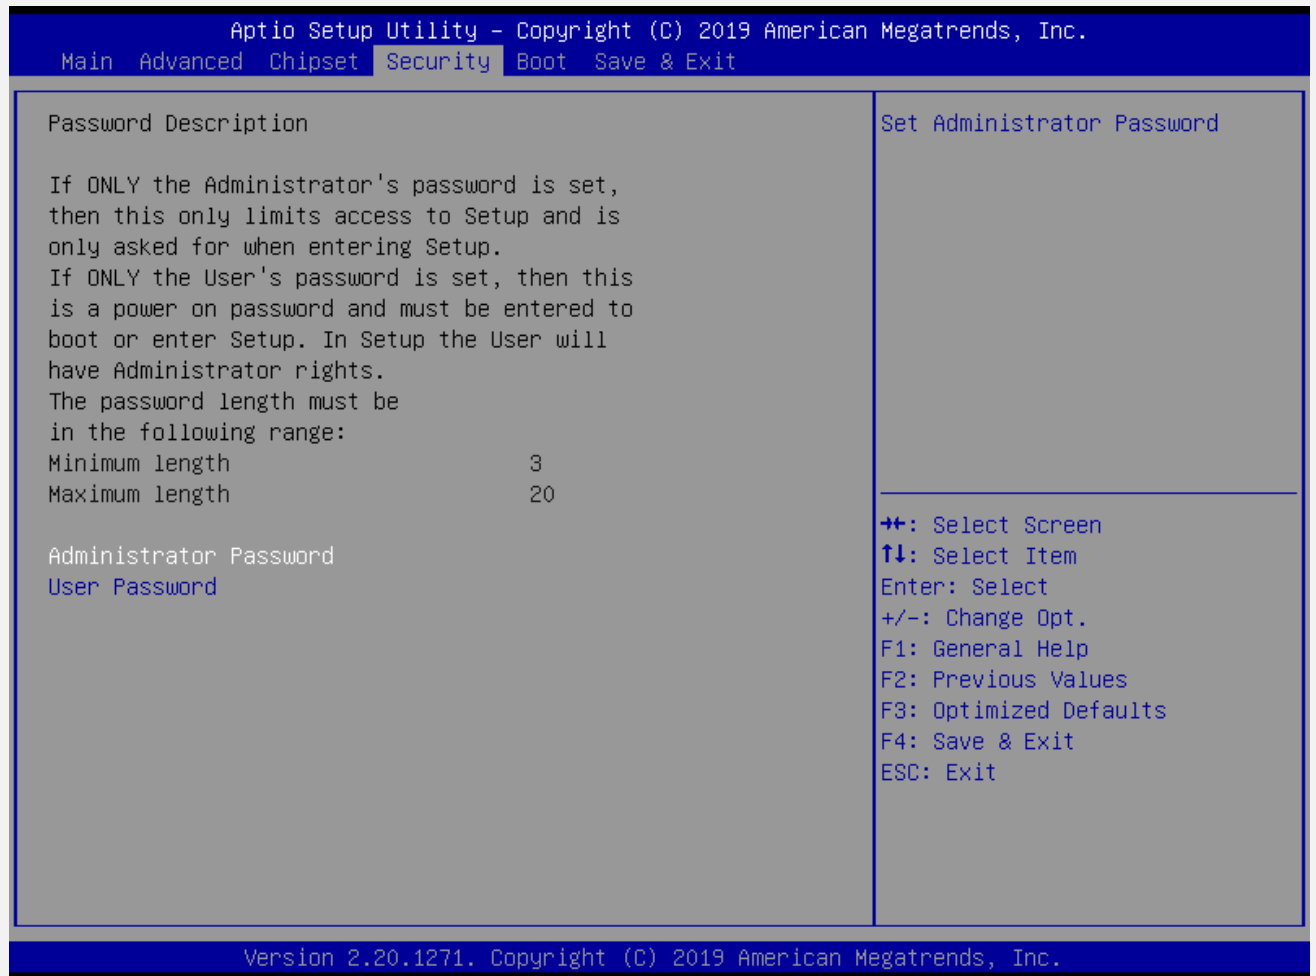 Aptio Setup Utility – Copyright (C) 2019 American Megatrends, Inc.
Main Advanced Chipset Security Boot Save & Exit
Password Description
If ONLY the Administrator's password is set,
then this only limits access to Setup and is
only asked for when entering Setup.
If ONLY the User's password is set, then this
is a power on password and must be entered to
boot or enter Setup. In Setup the User will
have Administrator rights.
The password length must be
in the following range:
Minimum length 3
Maximum length 20
Administrator Password
User Password
Set Administrator Password
→←: Select Screen
↑↓: Select Item
Enter: Select
+/-: Change Opt.
F1: General Help
F2: Previous Values
F3: Optimized Defaults
F4: Save & Exit
ESC: Exit
Version 2.20.1271. Copyright (C) 2019 American Megatrends, Inc.